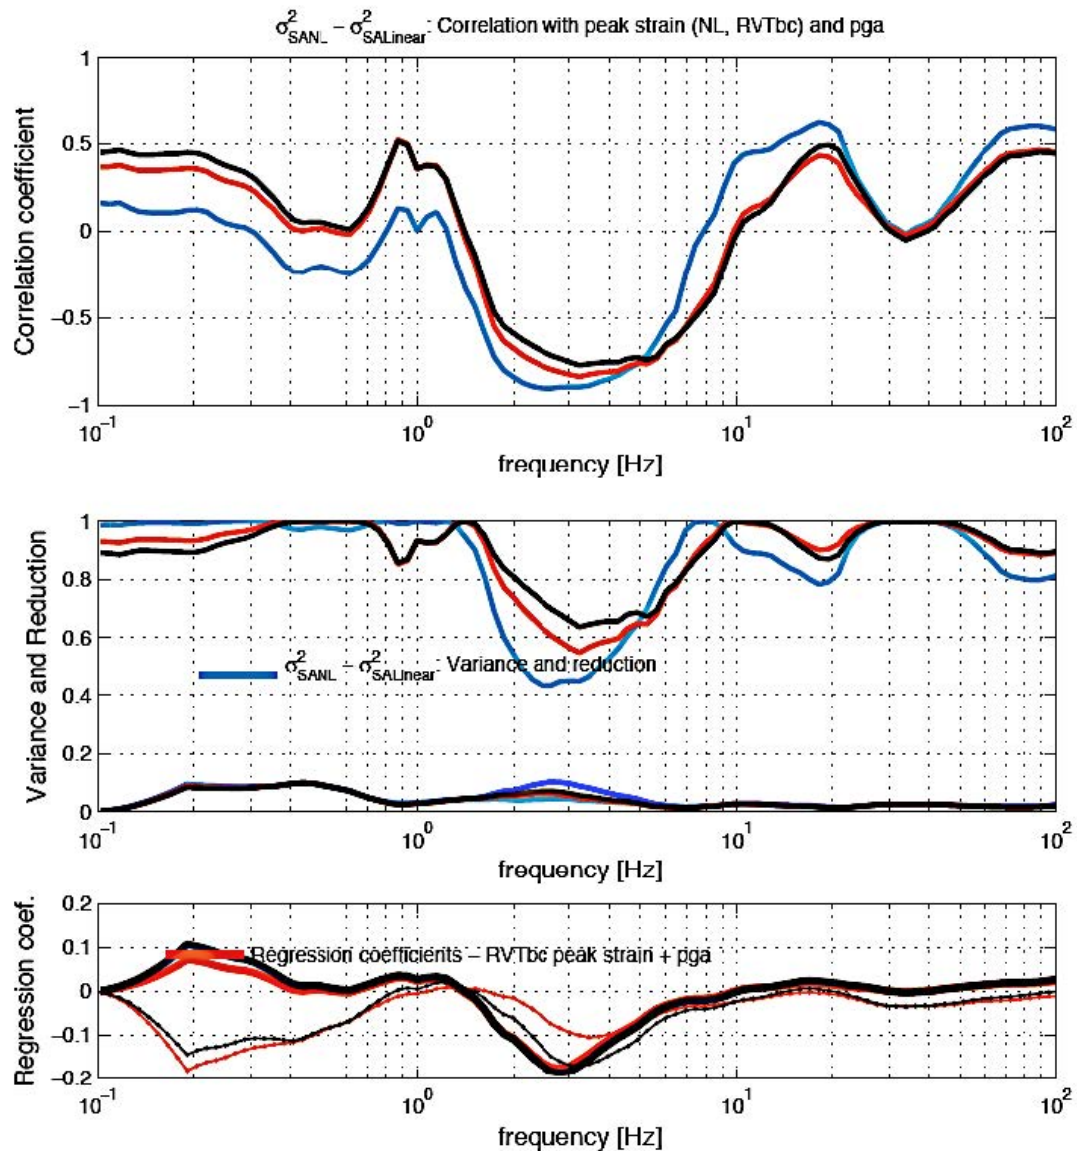 σ²SANL − σ²SALinear: Correlation with peak strain (NL, RVTbc) and pga
Correlation coefficient
1
0.5
0
−0.5
−1
10⁻¹ 10⁰ 10¹ 10²
frequency [Hz]
Variance and Reduction
1
0.8
0.6
σ²SANL − σ²SALinear: Variance and reduction
0.4
0.2
0
10⁻¹ 10⁰ 10¹ 10²
frequency [Hz]
Regression coef.
0.2
0.1
Regression coefficients − RVTbc peak strain + pga
0
−0.1
−0.2
10⁻¹ 10⁰ 10¹ 10²
frequency [Hz]